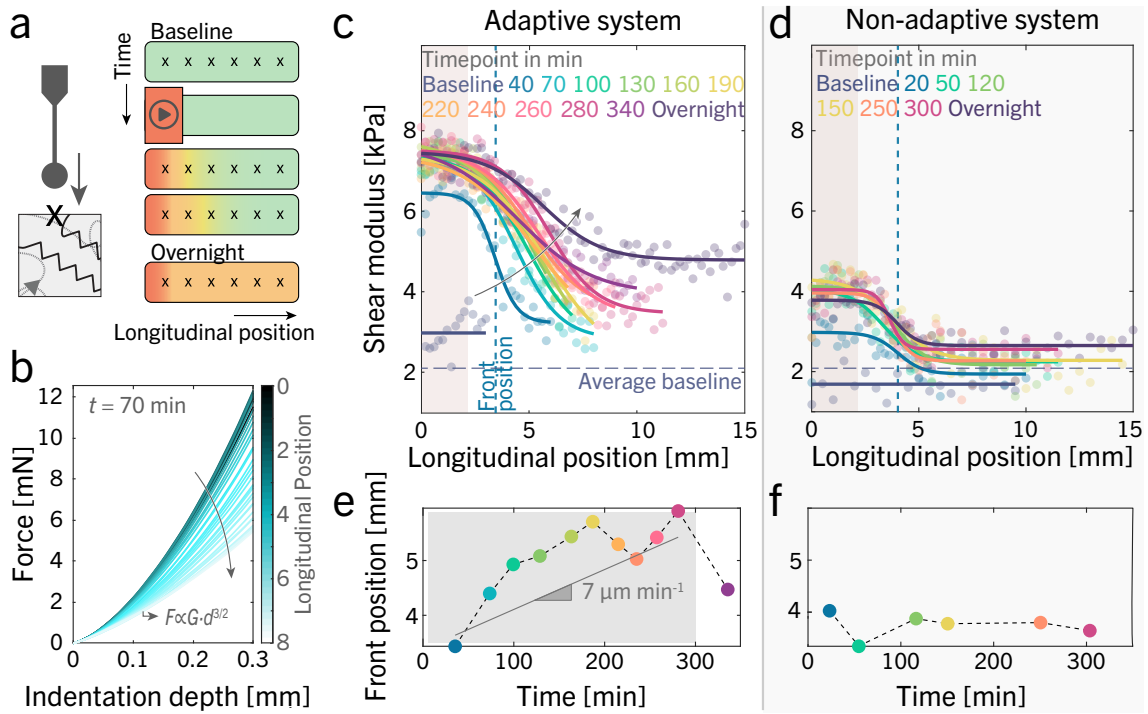 a
Time
Baseline
x x x x x x
x x x x x x
x x x x x x
Overnight
x x x x x x
Longitudinal position
X
b
t = 70 min
Force [mN]
12
10
8
6
4
2
0
F∝G·d3/2
0
0.1
0.2
0.3
Indentation depth [mm]
0
2
4
6
8
Longitudinal Position
Adaptive system
c
Timepoint in min
Baseline 40 70 100 130 160 190
220 240 260 280 340 Overnight
Shear modulus [kPa]
8
6
4
2
Front
position
Average baseline
0
5
10
15
Longitudinal position [mm]
Non-adaptive system
d
Timepoint in min
Baseline 20 50 120
150 250 300 Overnight
8
6
4
2
0
5
10
15
Longitudinal position [mm]
e
Front position [mm]
5
4
7 µm min-1
0
100
200
300
Time [min]
f
5
4
0
100
200
300
Time [min]